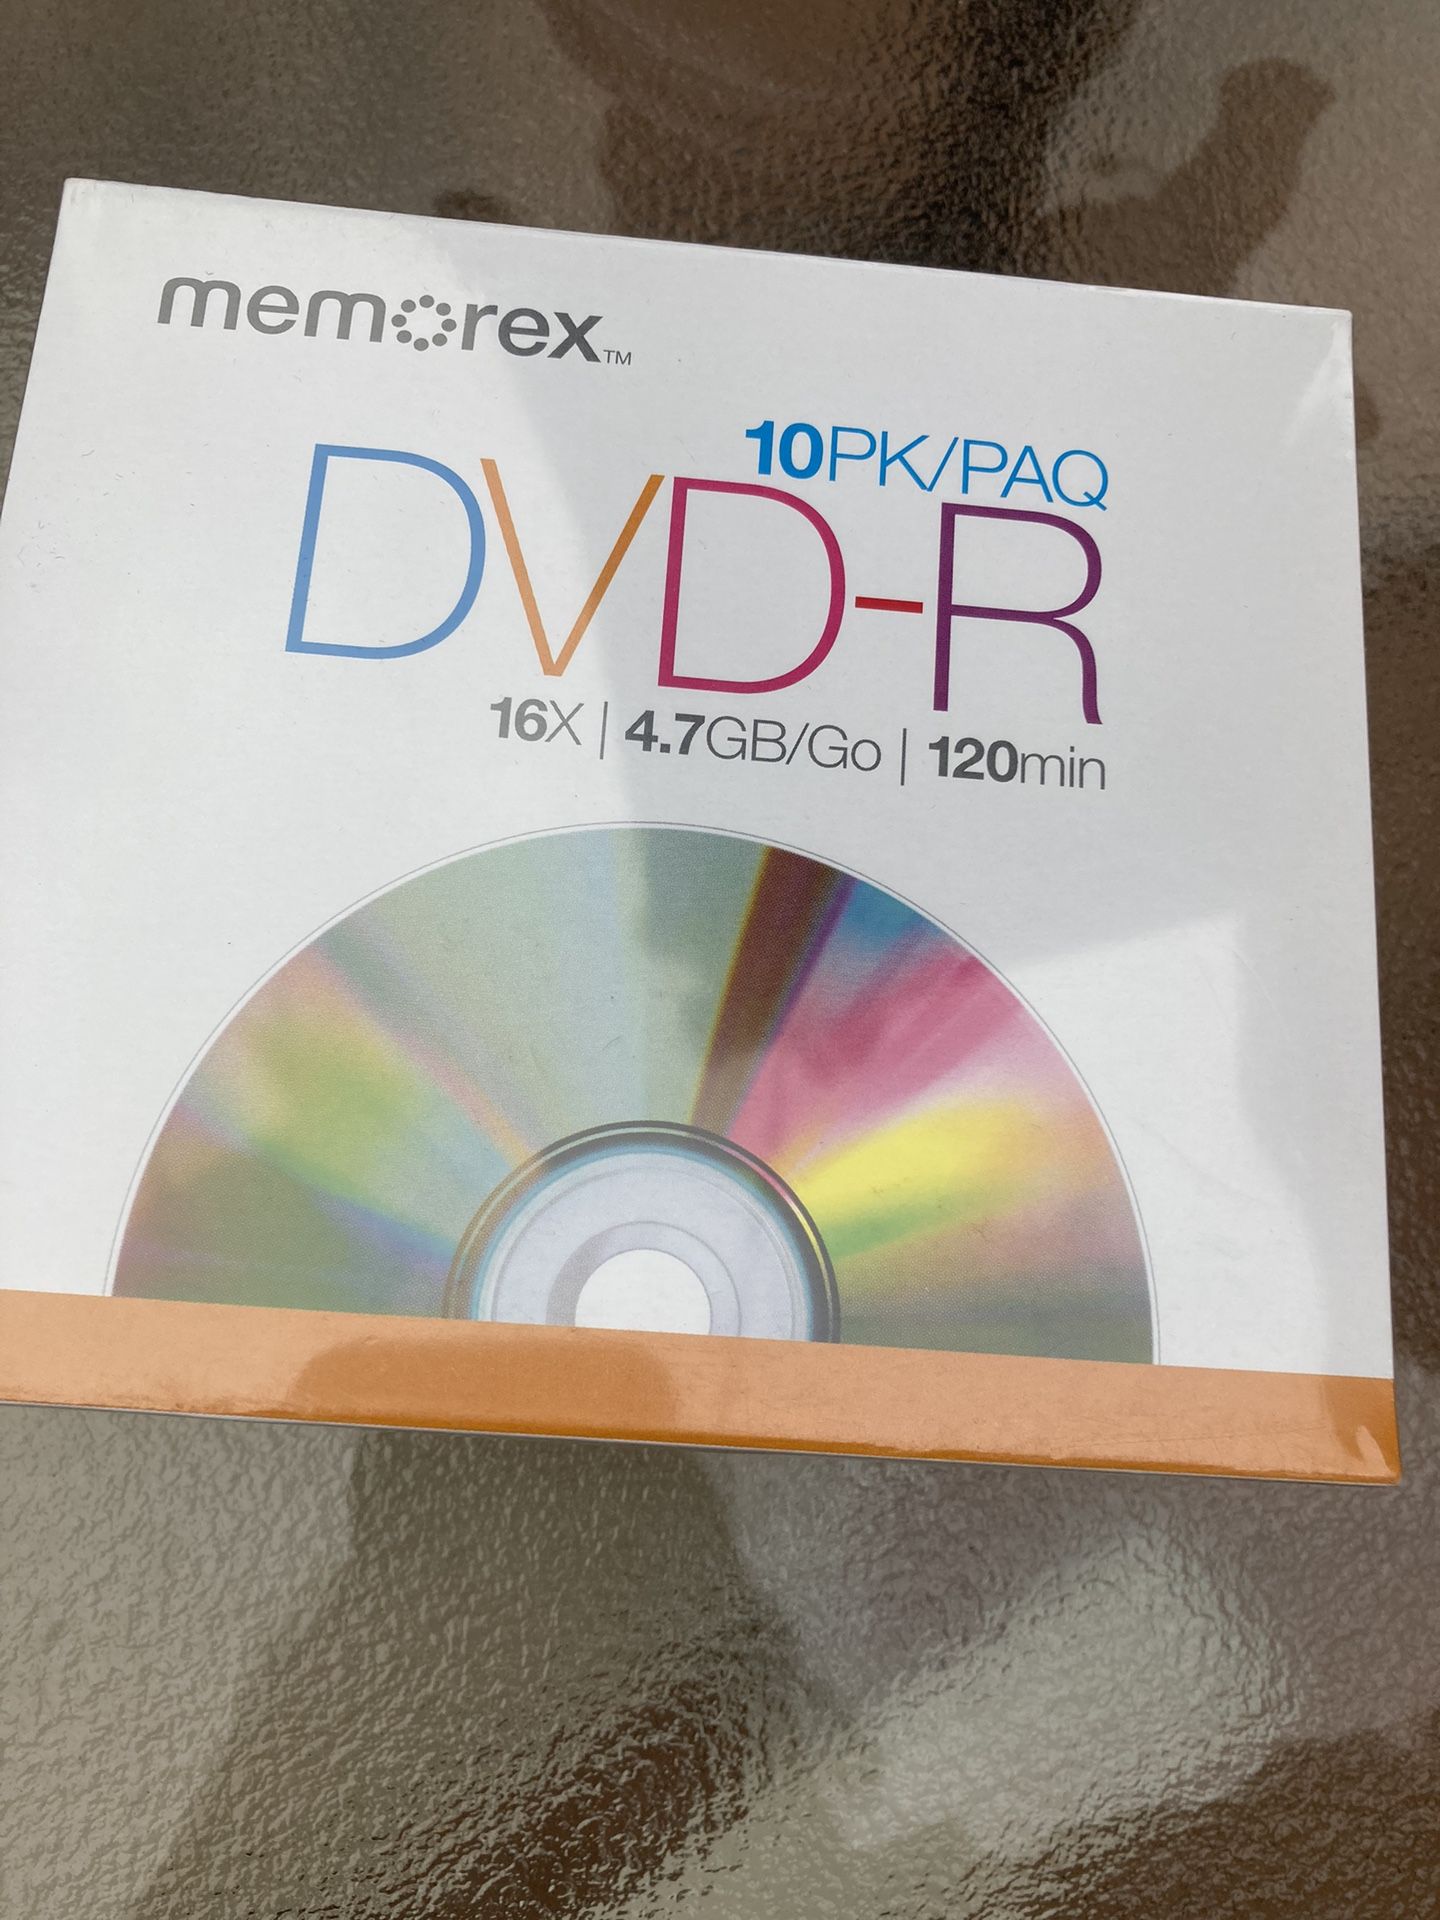 memorex™
10PK/PAQ
DVD-R
16X | 4.7GB/Go | 120min